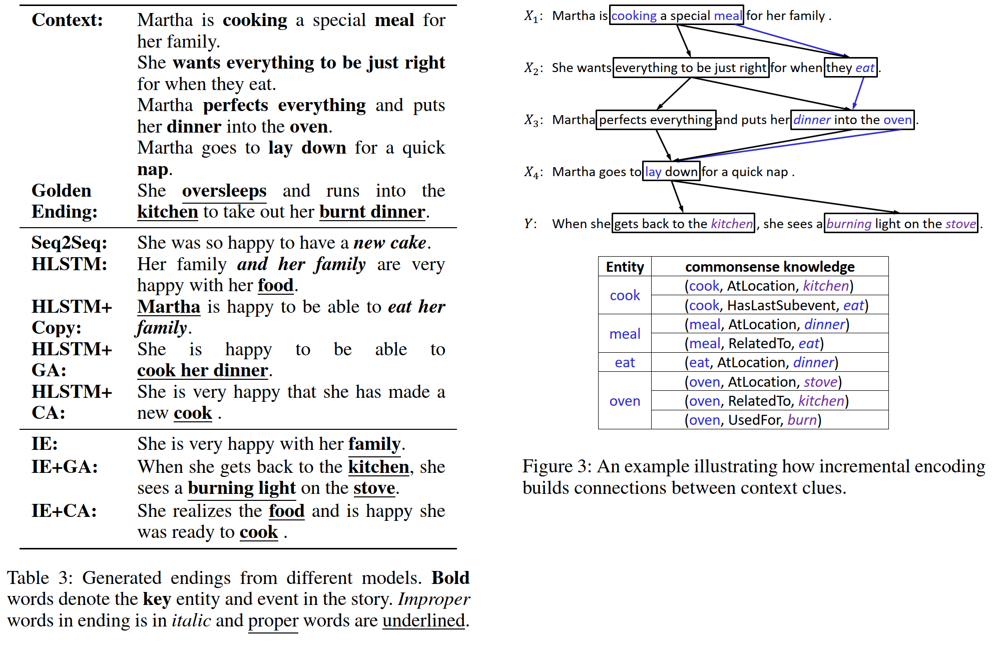 Context: Martha is cooking a special meal for
her family.
She wants everything to be just right
for when they eat.
Martha perfects everything and puts
her dinner into the oven.
Martha goes to lay down for a quick
nap.
Golden She oversleeps and runs into the
Ending: kitchen to take out her burnt dinner.
Seq2Seq: She was so happy to have a new cake.
HLSTM: Her family and her family are very
happy with her food.
HLSTM+ Martha is happy to be able to eat her
Copy: family.
HLSTM+ She is happy to be able to
GA: cook her dinner.
HLSTM+ She is very happy that she has made a
CA: new cook .
IE: She is very happy with her family.
IE+GA: When she gets back to the kitchen, she
sees a burning light on the stove.
IE+CA: She realizes the food and is happy she
was ready to cook .
Table 3: Generated endings from different models. Bold
words denote the key entity and event in the story. Improper
words in ending is in italic and proper words are underlined.
X1: Martha is cooking a special meal for her family .
X2: She wants everything to be just right for when they eat .
X3: Martha perfects everything and puts her dinner into the oven .
X4: Martha goes to lay down for a quick nap .
Y: When she gets back to the kitchen , she sees a burning light on the stove .
Entity commonsense knowledge
cook (cook, AtLocation, kitchen)
(cook, HasLastSubevent, eat)
meal (meal, AtLocation, dinner)
(meal, RelatedTo, eat)
eat (eat, AtLocation, dinner)
oven (oven, AtLocation, stove)
(oven, RelatedTo, kitchen)
(oven, UsedFor, burn)
Figure 3: An example illustrating how incremental encoding
builds connections between context clues.